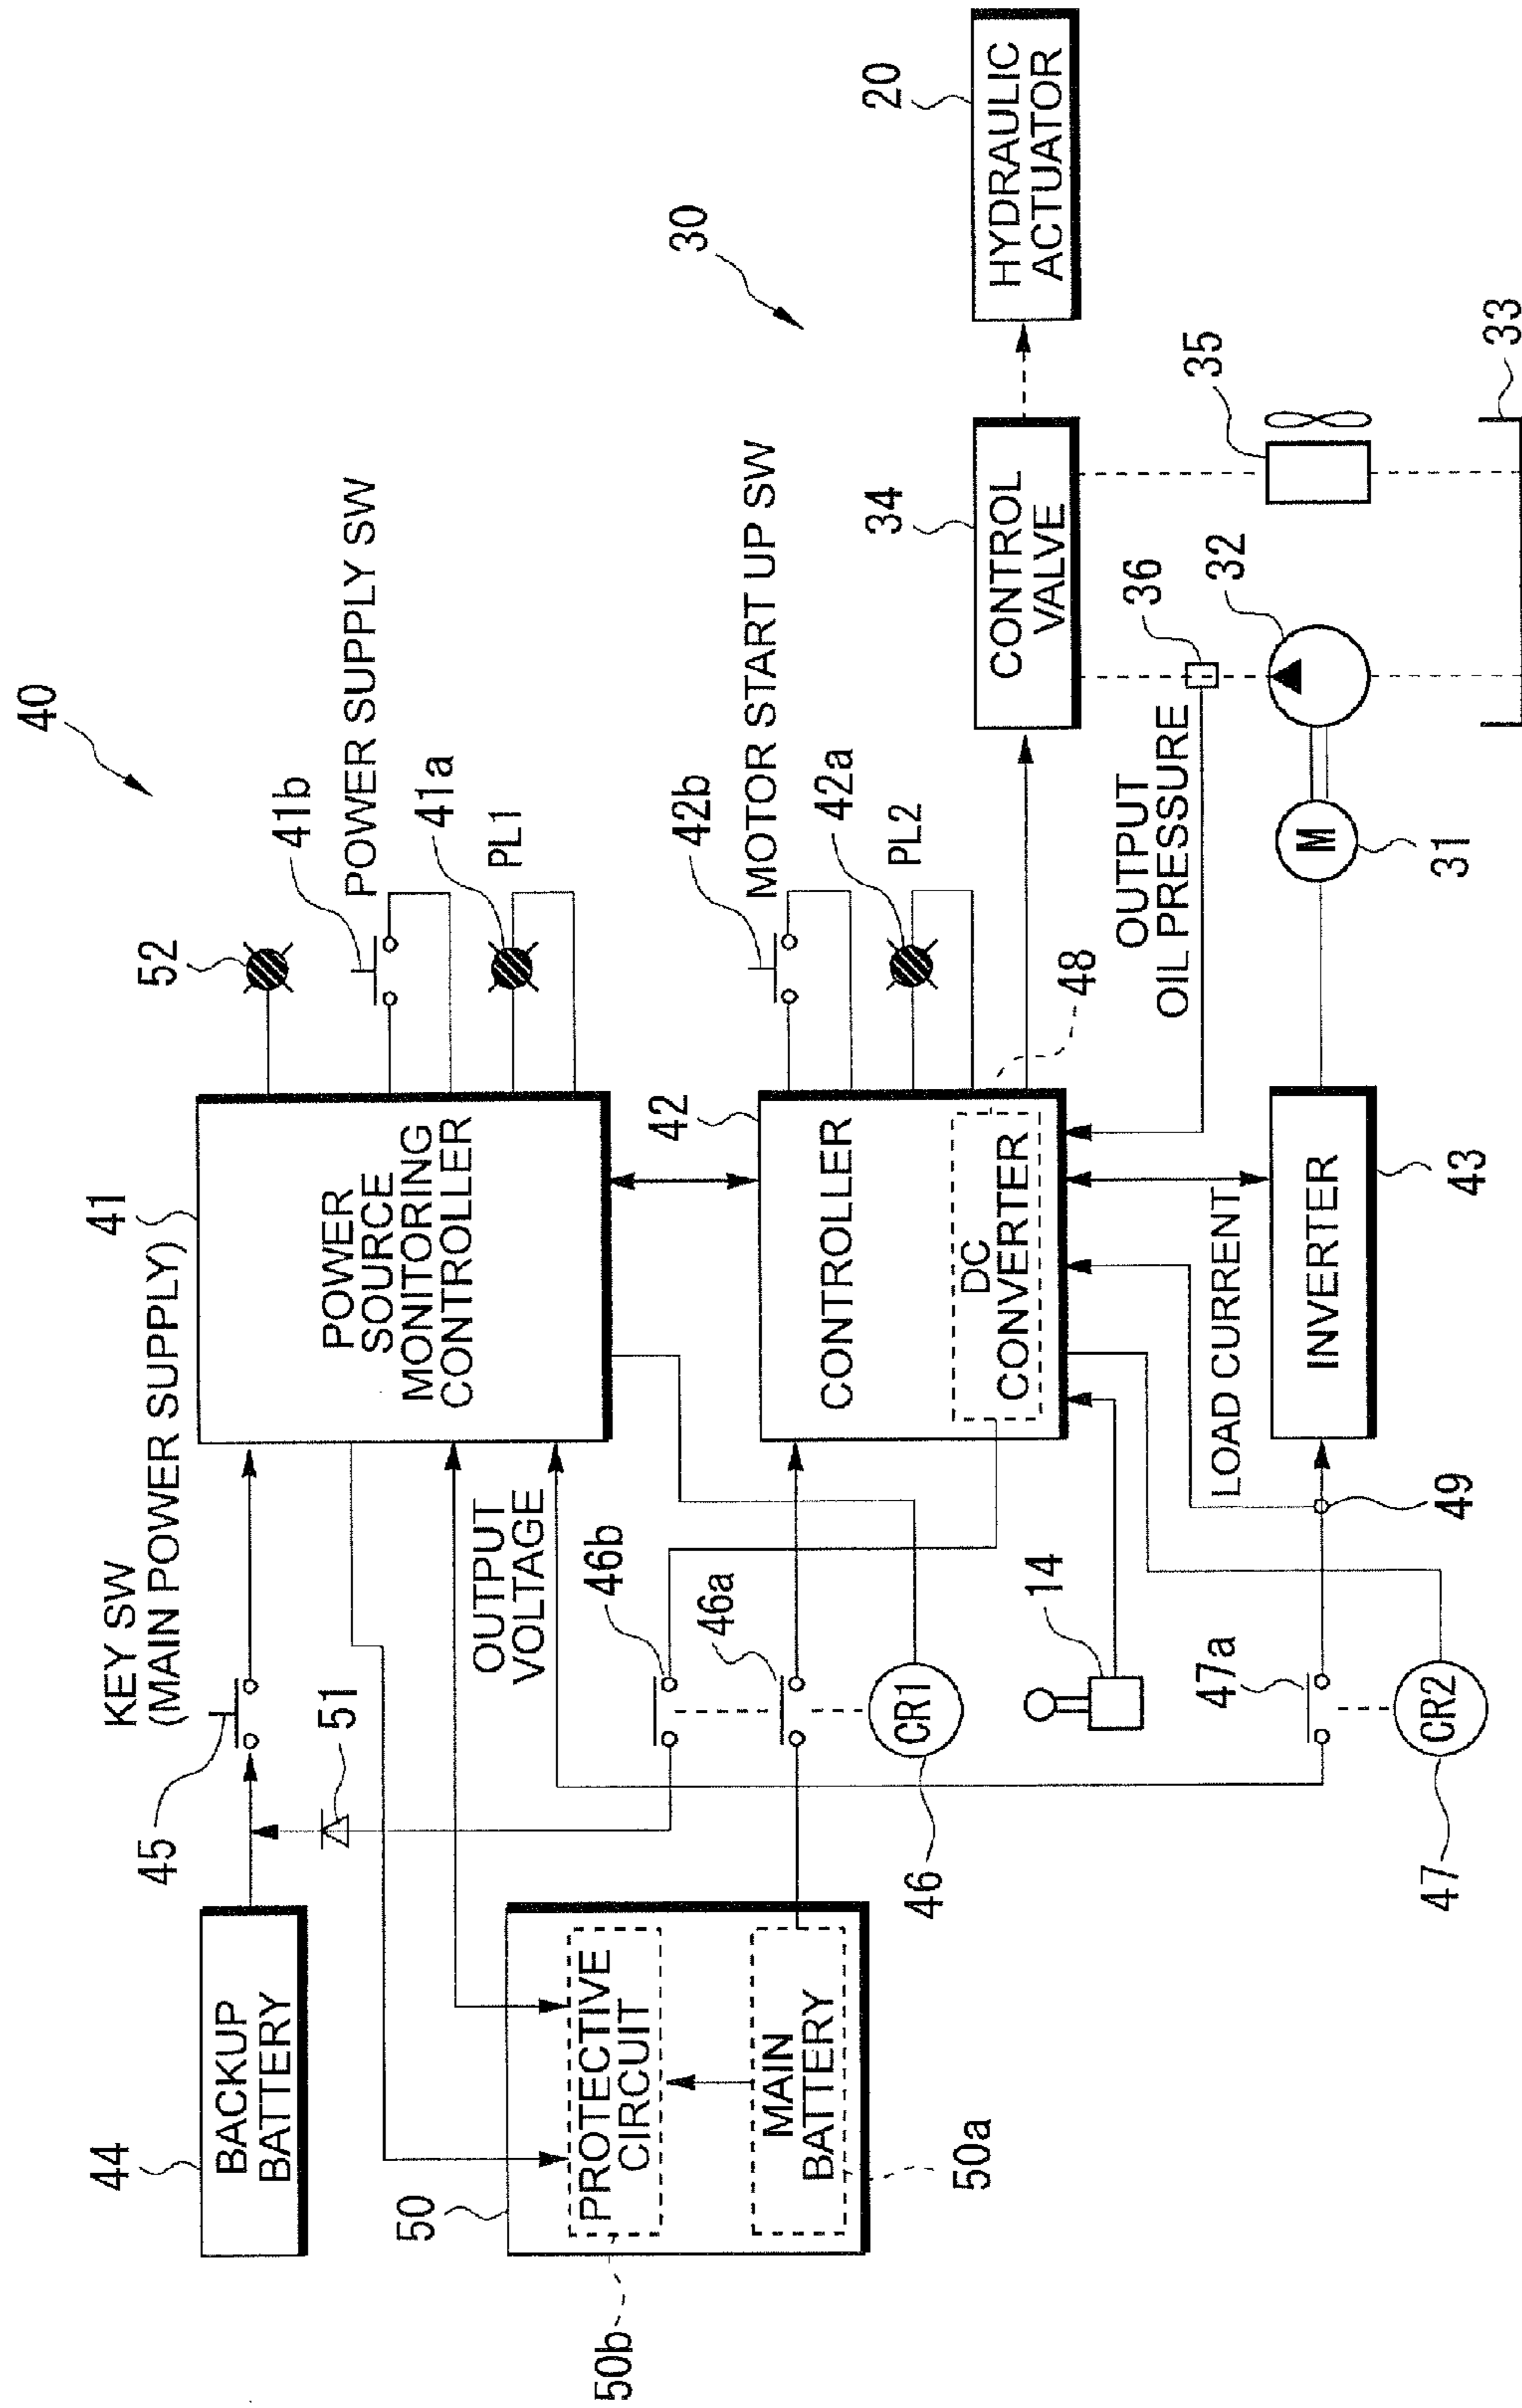 40
30
KEY SW
(MAIN POWER SUPPLY)
41
52
41b
POWER SUPPLY SW
41a
PL1
44
BACKUP
BATTERY
45
51
POWER
SOURCE
MONITORING
CONTROLLER
OUTPUT
VOLTAGE
50
PROTECTIVE
CIRCUIT
50b
MAIN
BATTERY
50a
46b
46a
CR1
46
42
CONTROLLER
DC
CONVERTER
48
42b
MOTOR START UP SW
42a
PL2
34
CONTROL
VALVE
20
HYDRAULIC
ACTUATOR
14
47a
CR2
47
49
LOAD CURRENT
INVERTER
43
OUTPUT
OIL PRESSURE
36
32
35
33
M
31